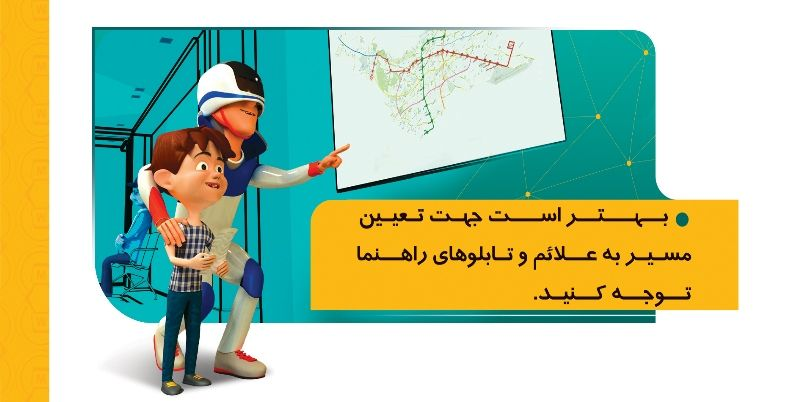 بهتر است جهت تعیین
مسیر به علائم و تابلوهای راهنما
توجه کنید.